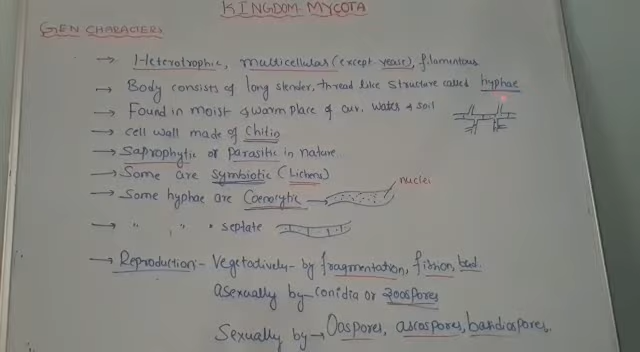 KINGDOM-MYCOTA
GEN CHARACTERS
→ Heterotrophic, multicellular (except yease), filamentous
→ Body consists of long slender, thread like structure called hyphae
→ Found in moist & warm place of air, water & soil
→ cell wall made of Chitin
→ Saprophytic or parasitic in nature
→ Some are symbiotic (Lichens)
nuclei
→ Some hyphae are Coenocytic →
→ " " " septate
→ Reproduction - Vegetatively - by fragmentation, fission, bud.
asexually by - conidia or zoospores
Sexually by → Oospores, ascospores, basidiospores.